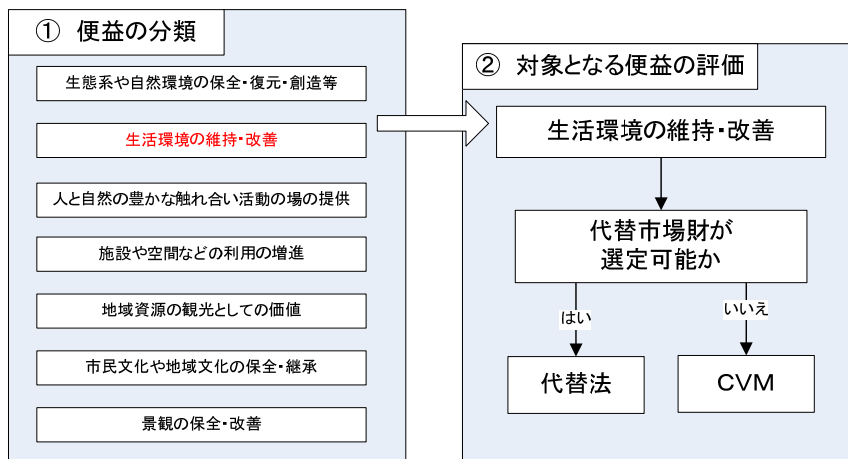 ① 便益の分類
生態系や自然環境の保全・復元・創造等
生活環境の維持・改善
人と自然の豊かな触れ合い活動の場の提供
施設や空間などの利用の増進
地域資源の観光としての価値
市民文化や地域文化の保全・継承
景観の保全・改善
② 対象となる便益の評価
生活環境の維持・改善
代替市場財が
選定可能か
はい
いいえ
代替法
CVM